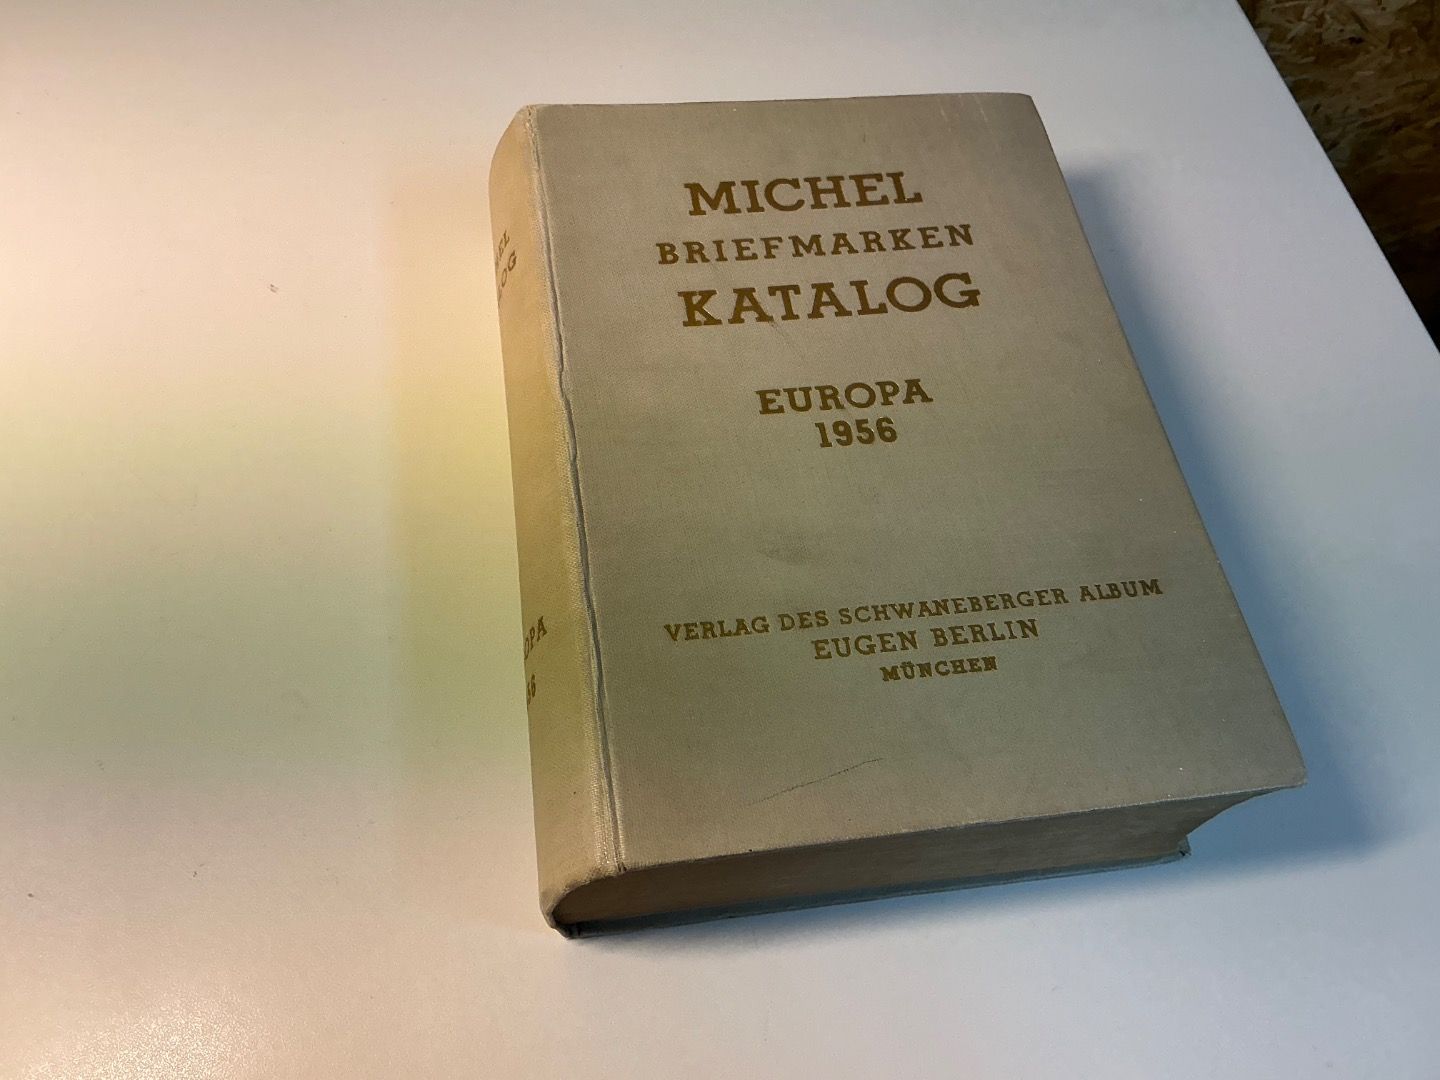 MICHEL
BRIEFMARKEN
KATALOG
EUROPA
1956
VERLAG DES SCHWANEBERGER ALBUM
EUGEN BERLIN
MÜNCHEN